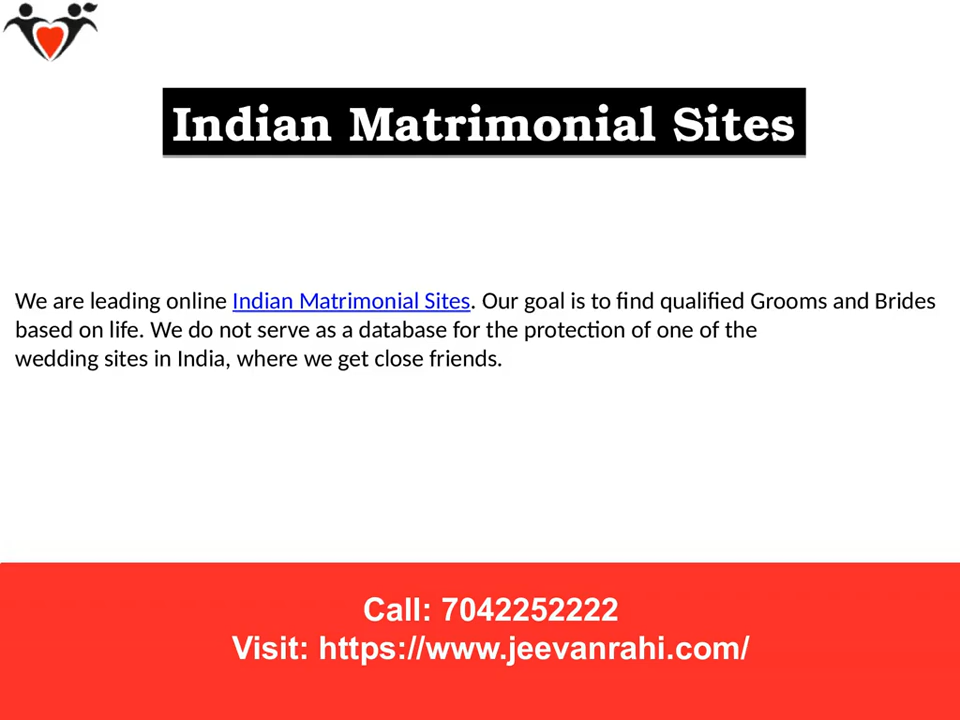 Indian Matrimonial Sites
We are leading online Indian Matrimonial Sites. Our goal is to find qualified Grooms and Brides
based on life. We do not serve as a database for the protection of one of the
wedding sites in India, where we get close friends.
Call: 7042252222
Visit: https://www.jeevanrahi.com/